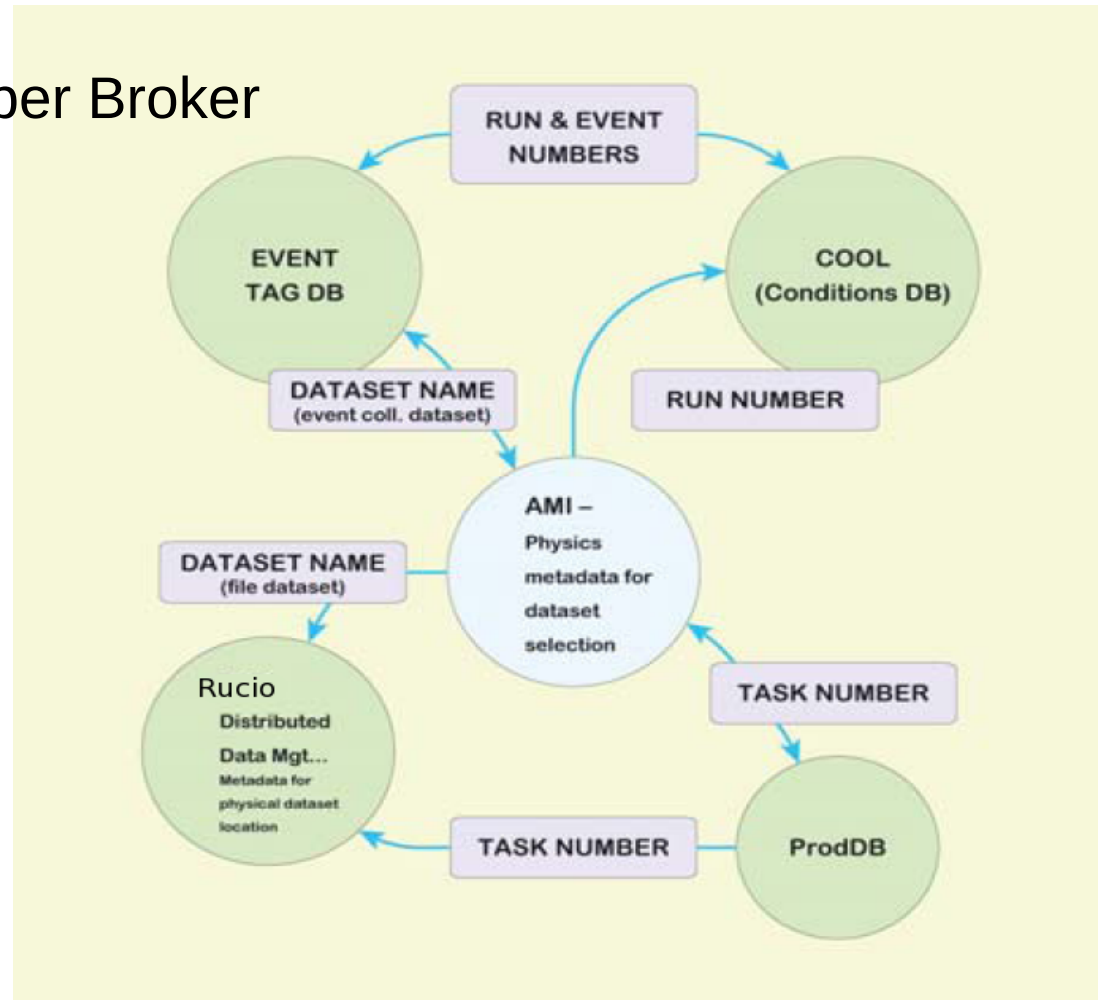 Broker
RUN & EVENT
NUMBERS
EVENT
TAG DB
COOL
(Conditions DB)
DATASET NAME
(event coll. dataset)
RUN NUMBER
AMI –
Physics
metadata for
dataset
selection
DATASET NAME
(file dataset)
TASK NUMBER
Rucio
Distributed
Data Mgt...
Metadata for
physical dataset
location
TASK NUMBER
ProdDB